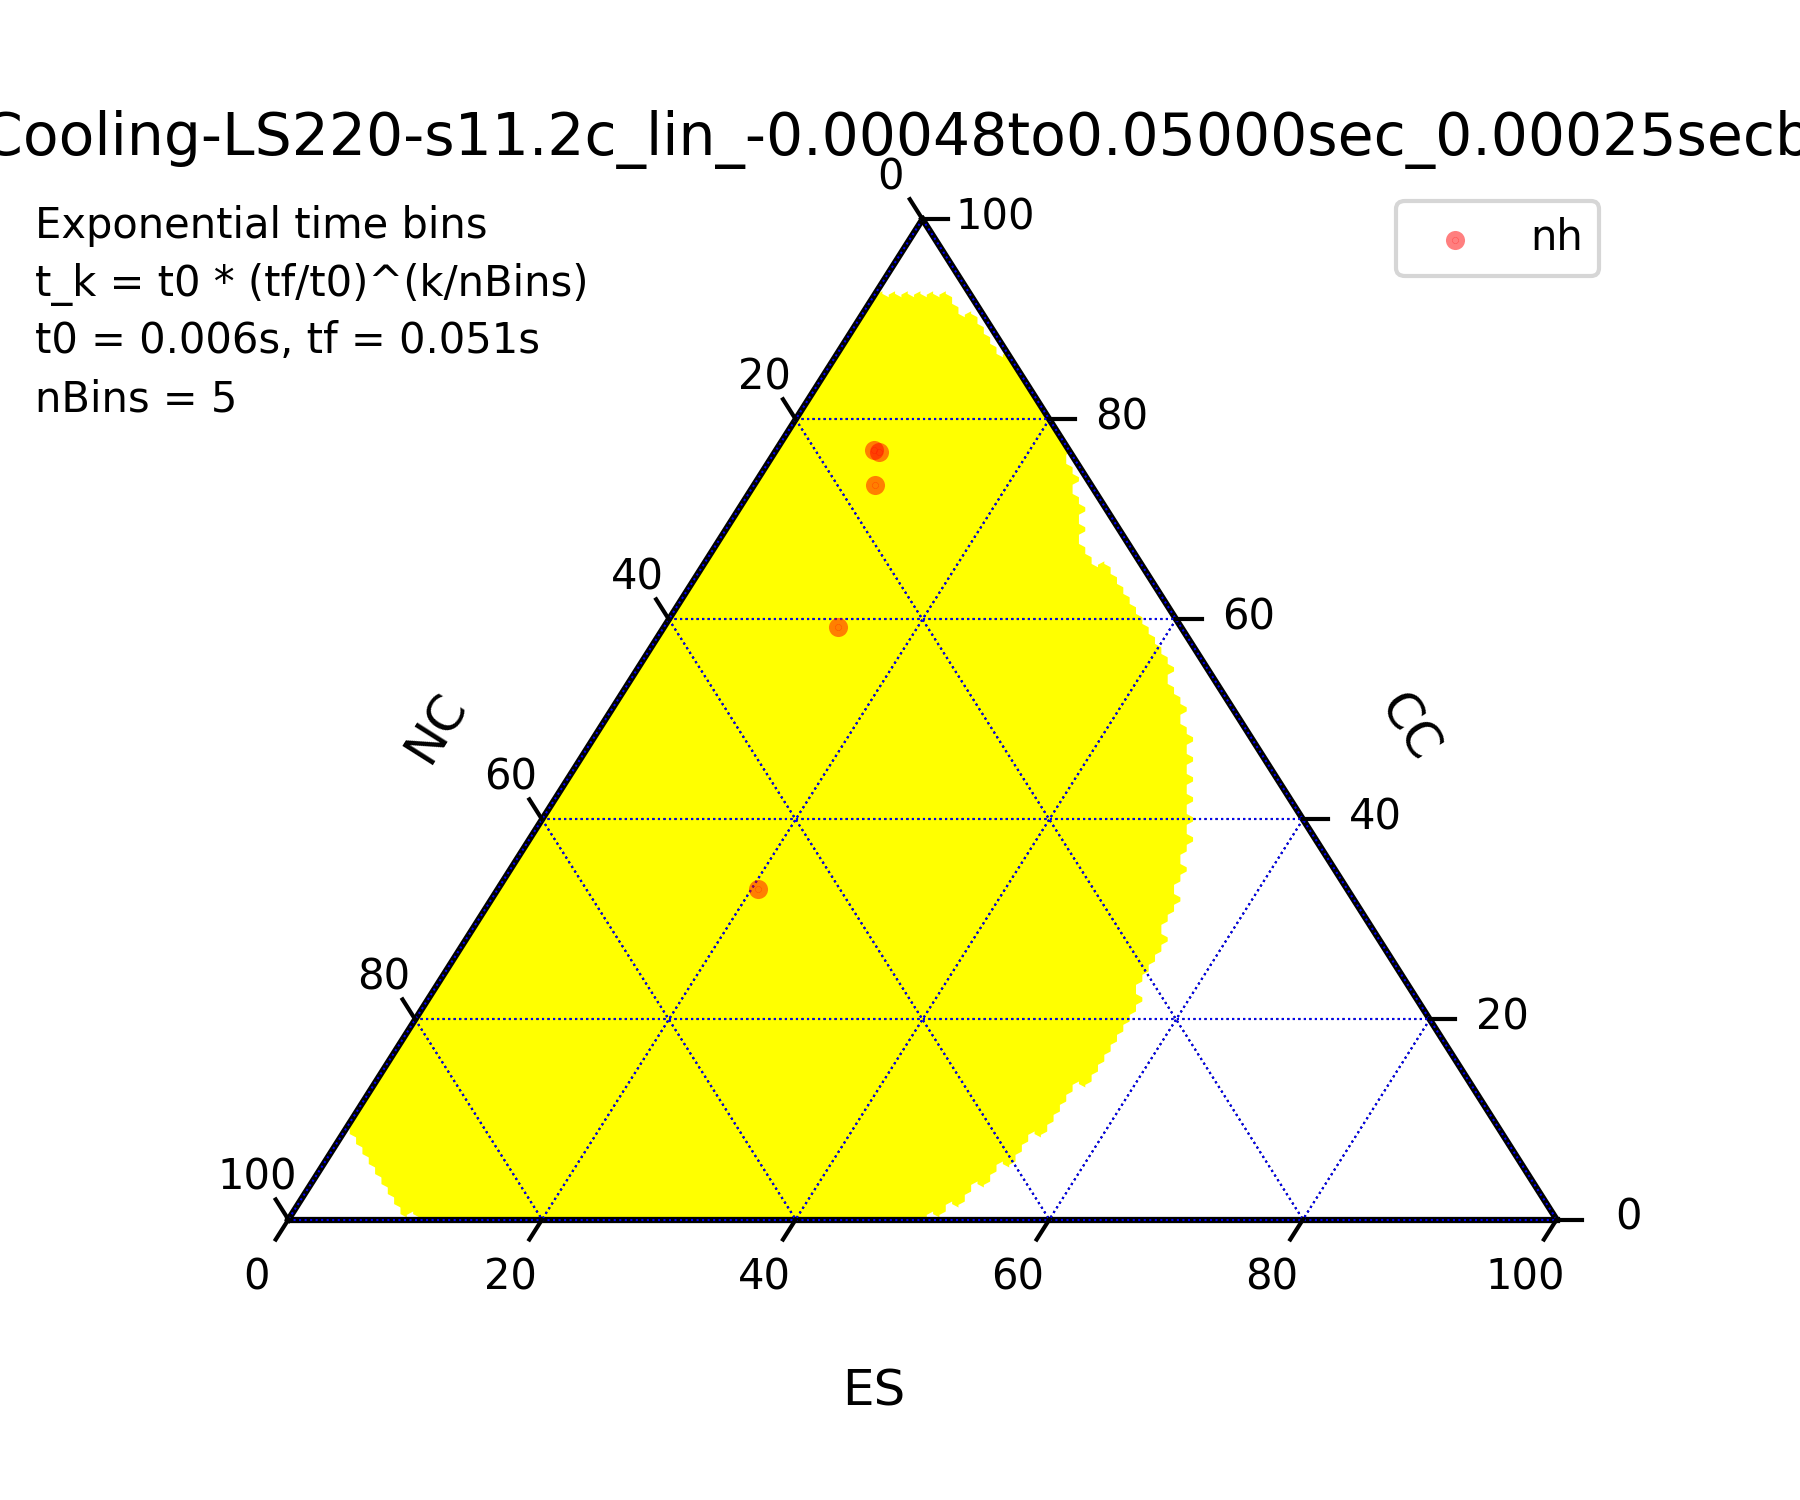 Cooling-LS220-s11.2c_lin_-0.00048to0.05000sec_0.00025secb
Exponential time bins
t_k = t0 * (tf/t0)^(k/nBins)
t0 = 0.006s, tf = 0.051s
nBins = 5
nh
0
100
20
80
40
60
NC
CC
60
40
80
20
100
0
0
20
40
60
80
100
ES